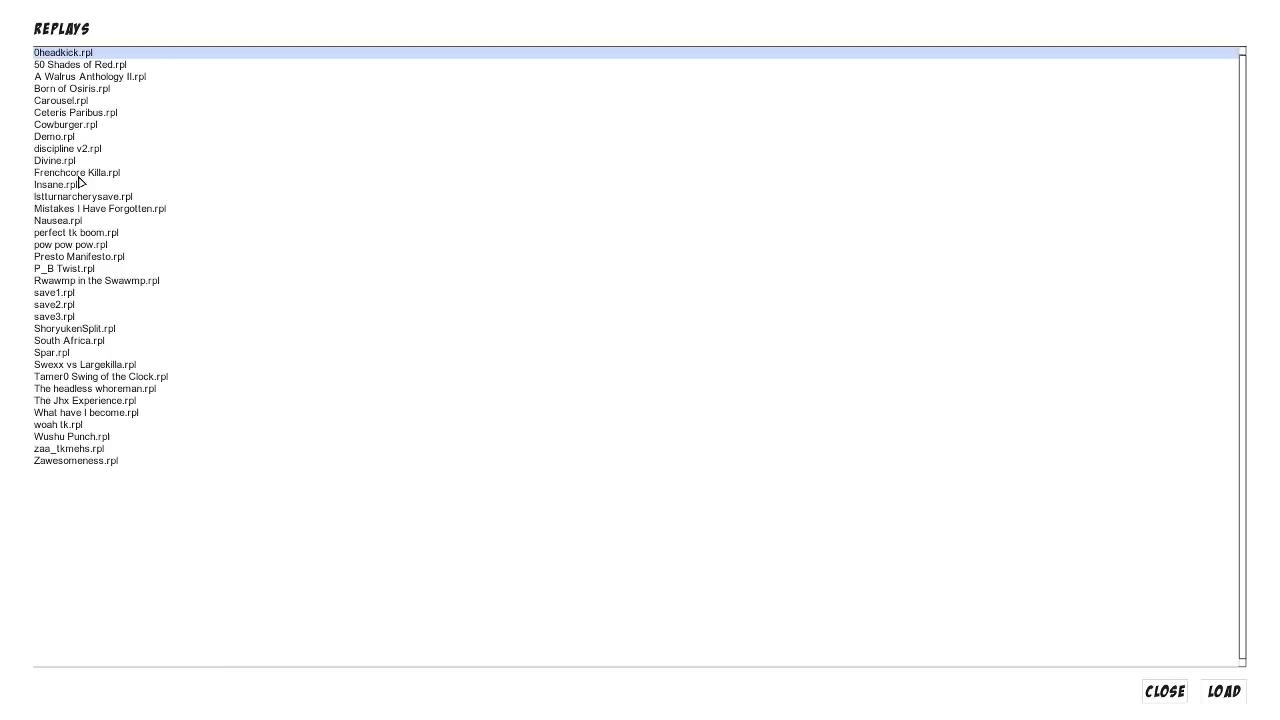 REPLAYS
0headkick.rpl
50 Shades of Red.rpl
A Walrus Anthology II.rpl
Born of Osiris.rpl
Carousel.rpl
Ceteris Paribus.rpl
Cowburger.rpl
Demo.rpl
discipline v2.rpl
Divine.rpl
Frenchcore Killa.rpl
Insane.rpl
lstturnarcherysave.rpl
Mistakes I Have Forgotten.rpl
Nausea.rpl
perfect tk boom.rpl
pow pow pow.rpl
Presto Manifesto.rpl
P_B Twist.rpl
Rwawmp in the Swawmp.rpl
save1.rpl
save2.rpl
save3.rpl
ShoryukenSplit.rpl
South Africa.rpl
Spar.rpl
Swexx vs Largekilla.rpl
Tamer0 Swing of the Clock.rpl
The headless whoreman.rpl
The Jhx Experience.rpl
What have I become.rpl
woah tk.rpl
Wushu Punch.rpl
zaa_tkmehs.rpl
Zawesomeness.rpl
CLOSE LOAD